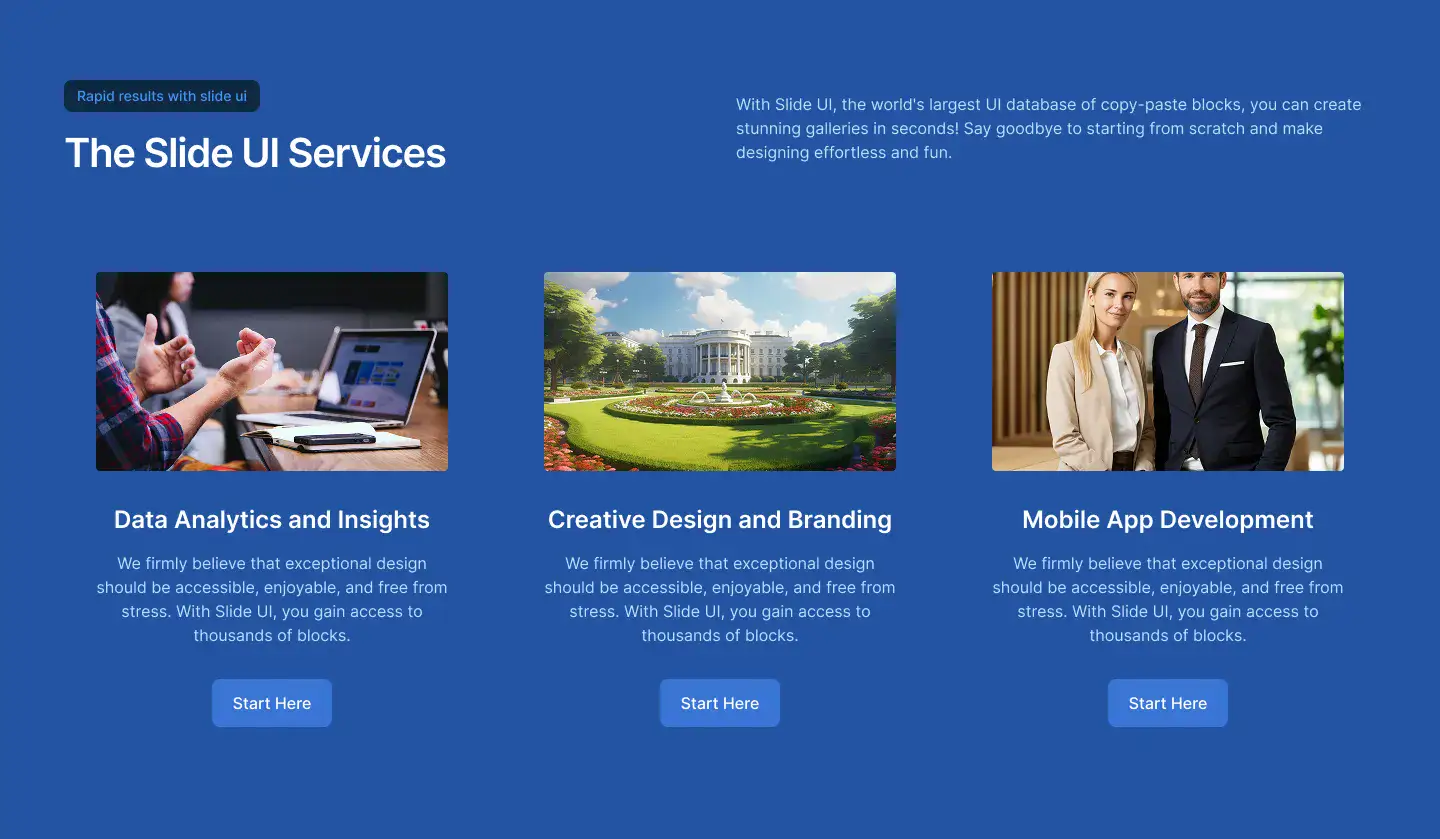 Rapid results with slide ui
The Slide UI Services
With Slide UI, the world's largest UI database of copy-paste blocks, you can create
stunning galleries in seconds! Say goodbye to starting from scratch and make
designing effortless and fun.
Data Analytics and Insights
We firmly believe that exceptional design
should be accessible, enjoyable, and free from
stress. With Slide UI, you gain access to
thousands of blocks.
Start Here
Creative Design and Branding
We firmly believe that exceptional design
should be accessible, enjoyable, and free from
stress. With Slide UI, you gain access to
thousands of blocks.
Start Here
Mobile App Development
We firmly believe that exceptional design
should be accessible, enjoyable, and free from
stress. With Slide UI, you gain access to
thousands of blocks.
Start Here